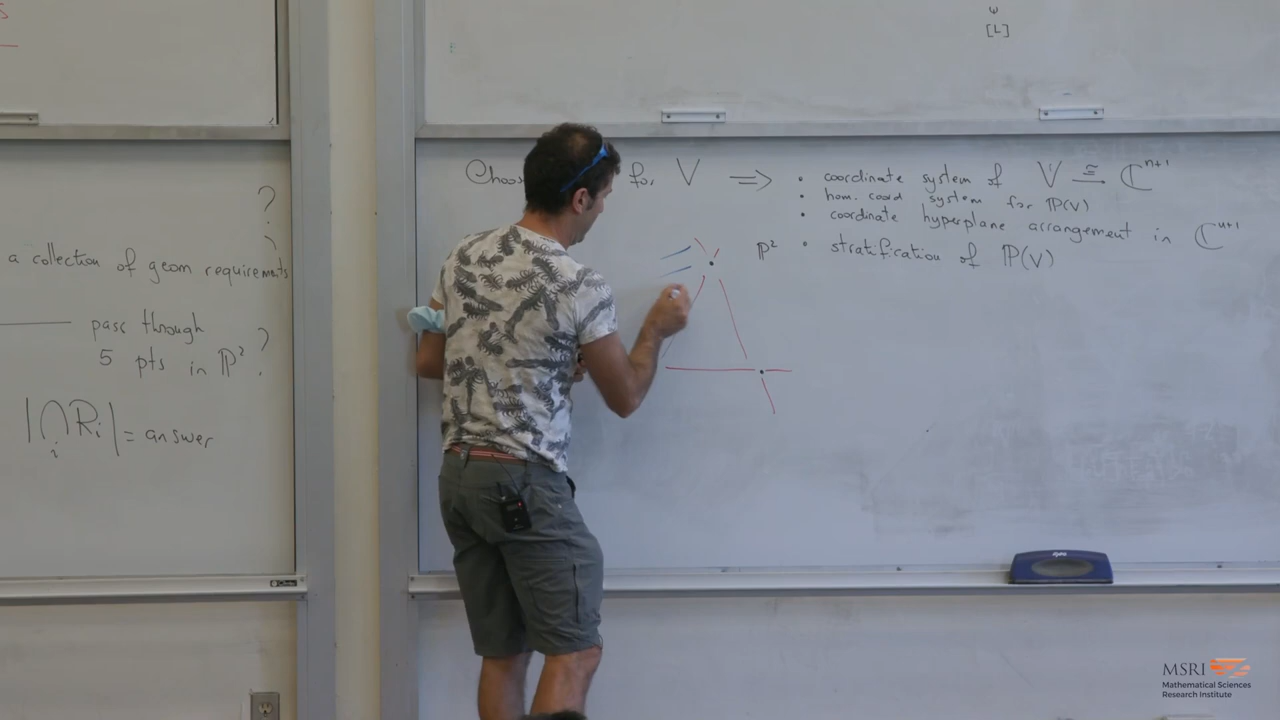 ω
[L]
?
a collection of geom requirements
pass through
5 pts in ℙ² ?
|⋂ᵢ Rᵢ| = answer
for V ⟹ • coordinate system of V ≅ ℂⁿ⁺¹
• hom. coord system for ℙ(V)
• coordinate hyperplane arrangement in ℂⁿ⁺¹
ℙ² • stratification of ℙ(V)
MSRI
Mathematical Sciences
Research Institute